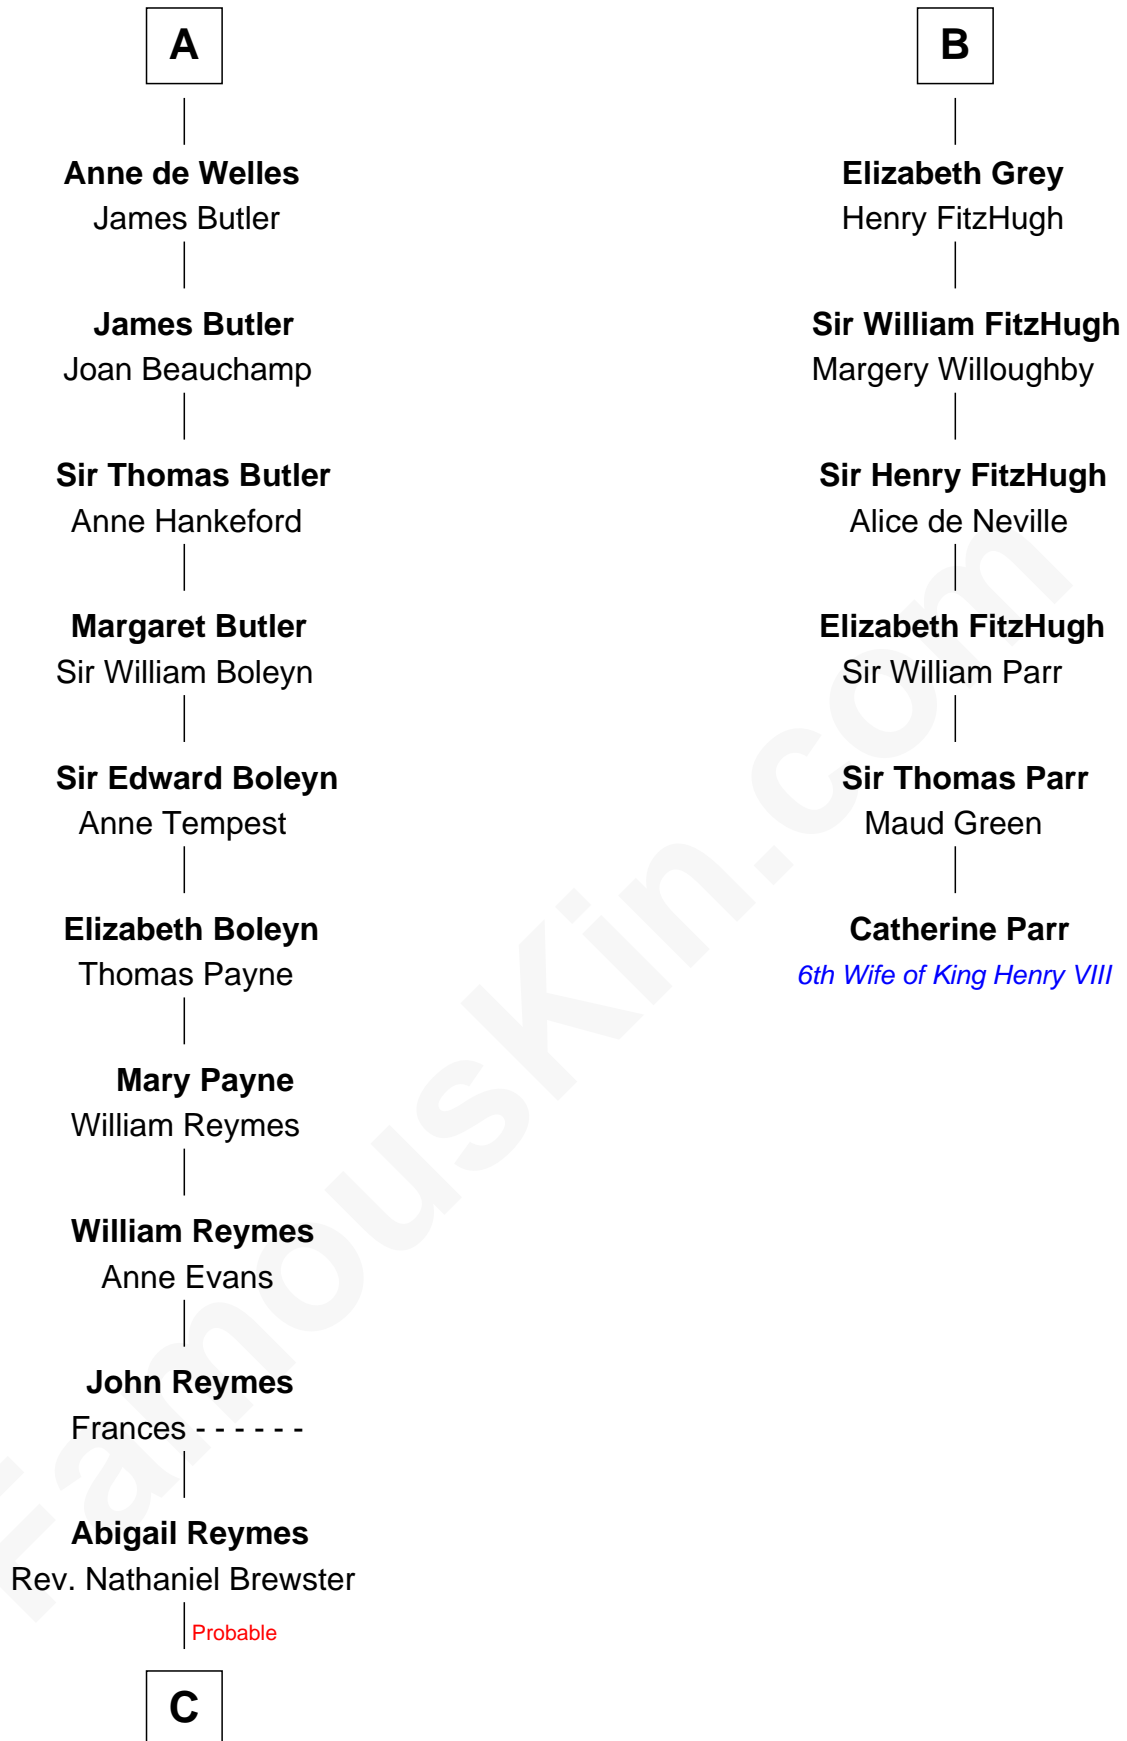 A
Anne de Welles
James Butler
James Butler
Joan Beauchamp
Sir Thomas Butler
Anne Hankeford
Margaret Butler
Sir William Boleyn
Sir Edward Boleyn
Anne Tempest
Elizabeth Boleyn
Thomas Payne
Mary Payne
William Reymes
William Reymes
Anne Evans
John Reymes
Frances - - - - - -
Abigail Reymes
Rev. Nathaniel Brewster
Probable
C
B
Elizabeth Grey
Henry FitzHugh
Sir William FitzHugh
Margery Willoughby
Sir Henry FitzHugh
Alice de Neville
Elizabeth FitzHugh
Sir William Parr
Sir Thomas Parr
Maud Green
Catherine Parr
6th Wife of King Henry VIII
FamousKin.com